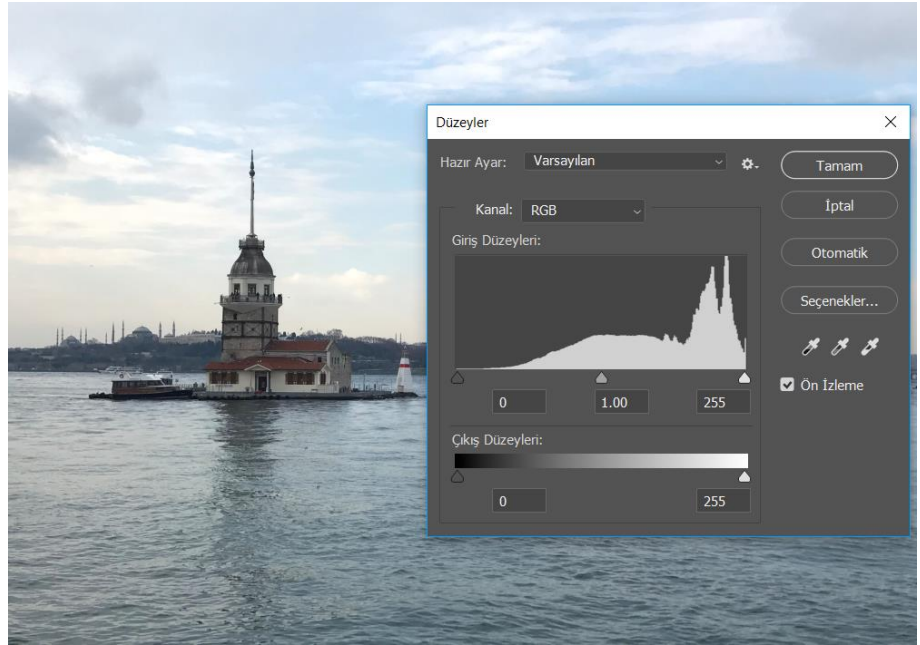 Düzeyler
Hazır Ayar: Varsayılan
Tamam
Kanal: RGB
İptal
Giriş Düzeyleri:
Otomatik
Seçenekler...
0 1.00 255
Ön İzleme
Çıkış Düzeyleri:
0 255